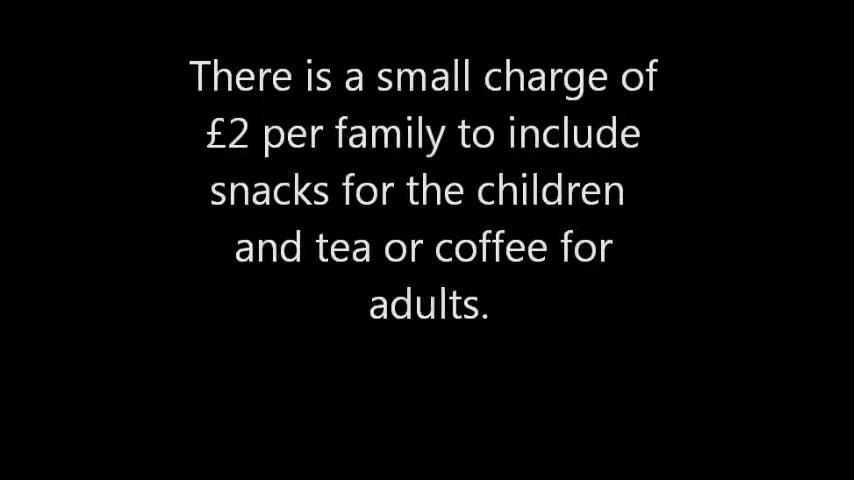 There is a small charge of
£2 per family to include
snacks for the children
and tea or coffee for
adults.